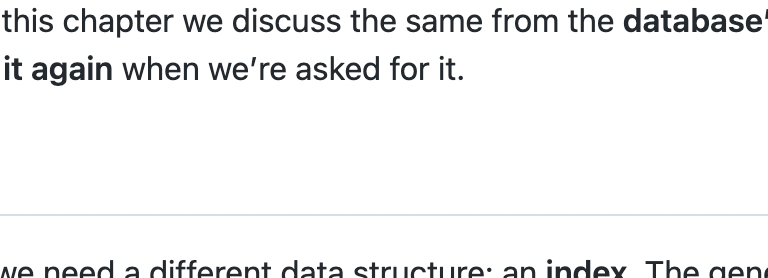 this chapter we discuss the same from the database'
it again when we're asked for it.
we need a different data structure: an index. The gene